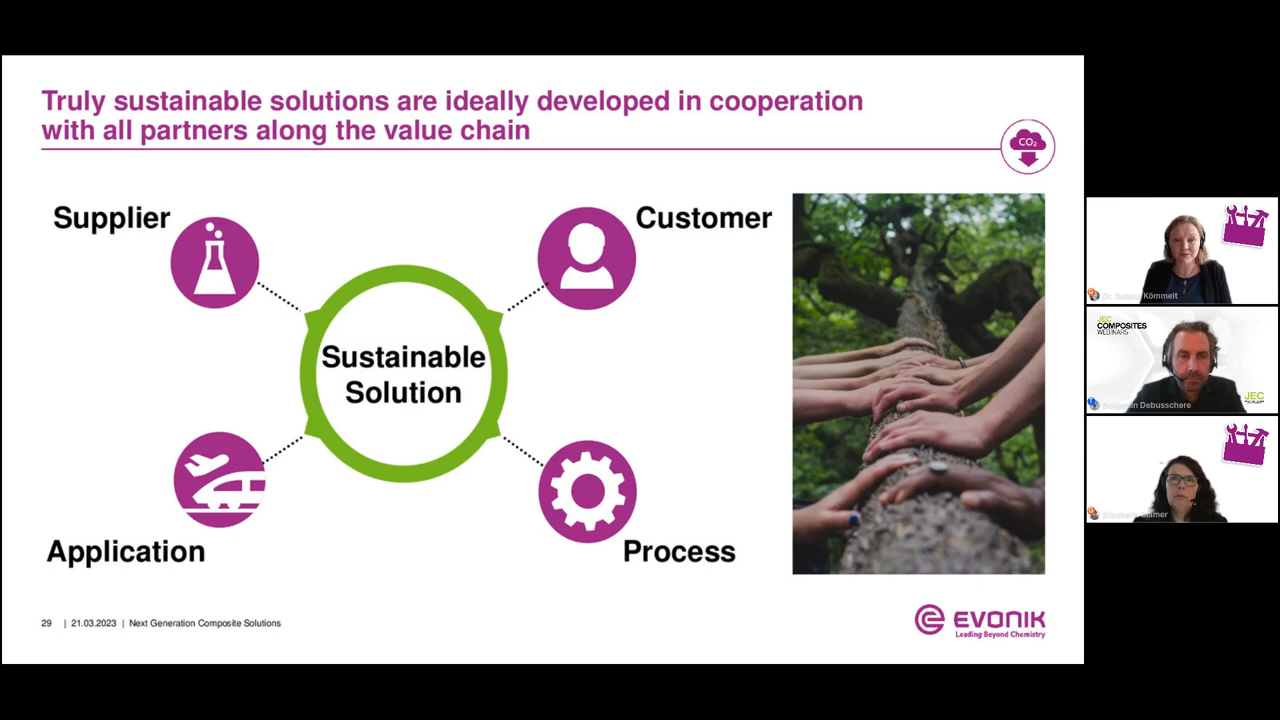 Truly sustainable solutions are ideally developed in cooperation
with all partners along the value chain
CO₂
Supplier
Customer
Sustainable
Solution
Application
Process
29 | 21.03.2023 | Next Generation Composite Solutions
EVONIK
Leading Beyond Chemistry
Dr. Kömmelt
JEC
COMPOSITES
WEBINARS
JEC
Debusschere